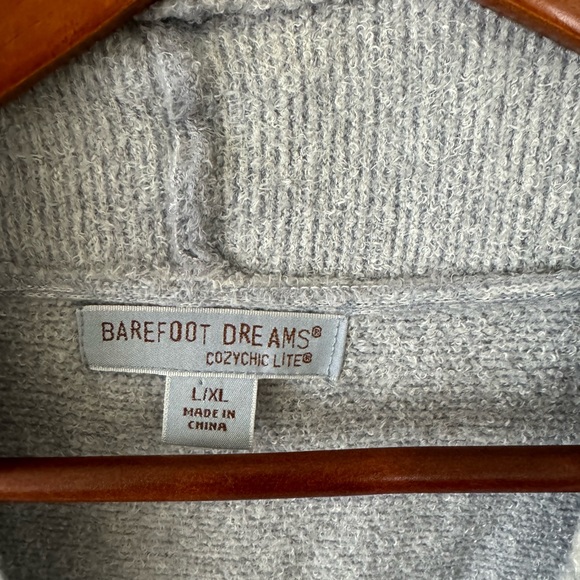 BAREFOOT DREAMS®
COZYCHIC LITE®
L/XL
MADE IN
CHINA